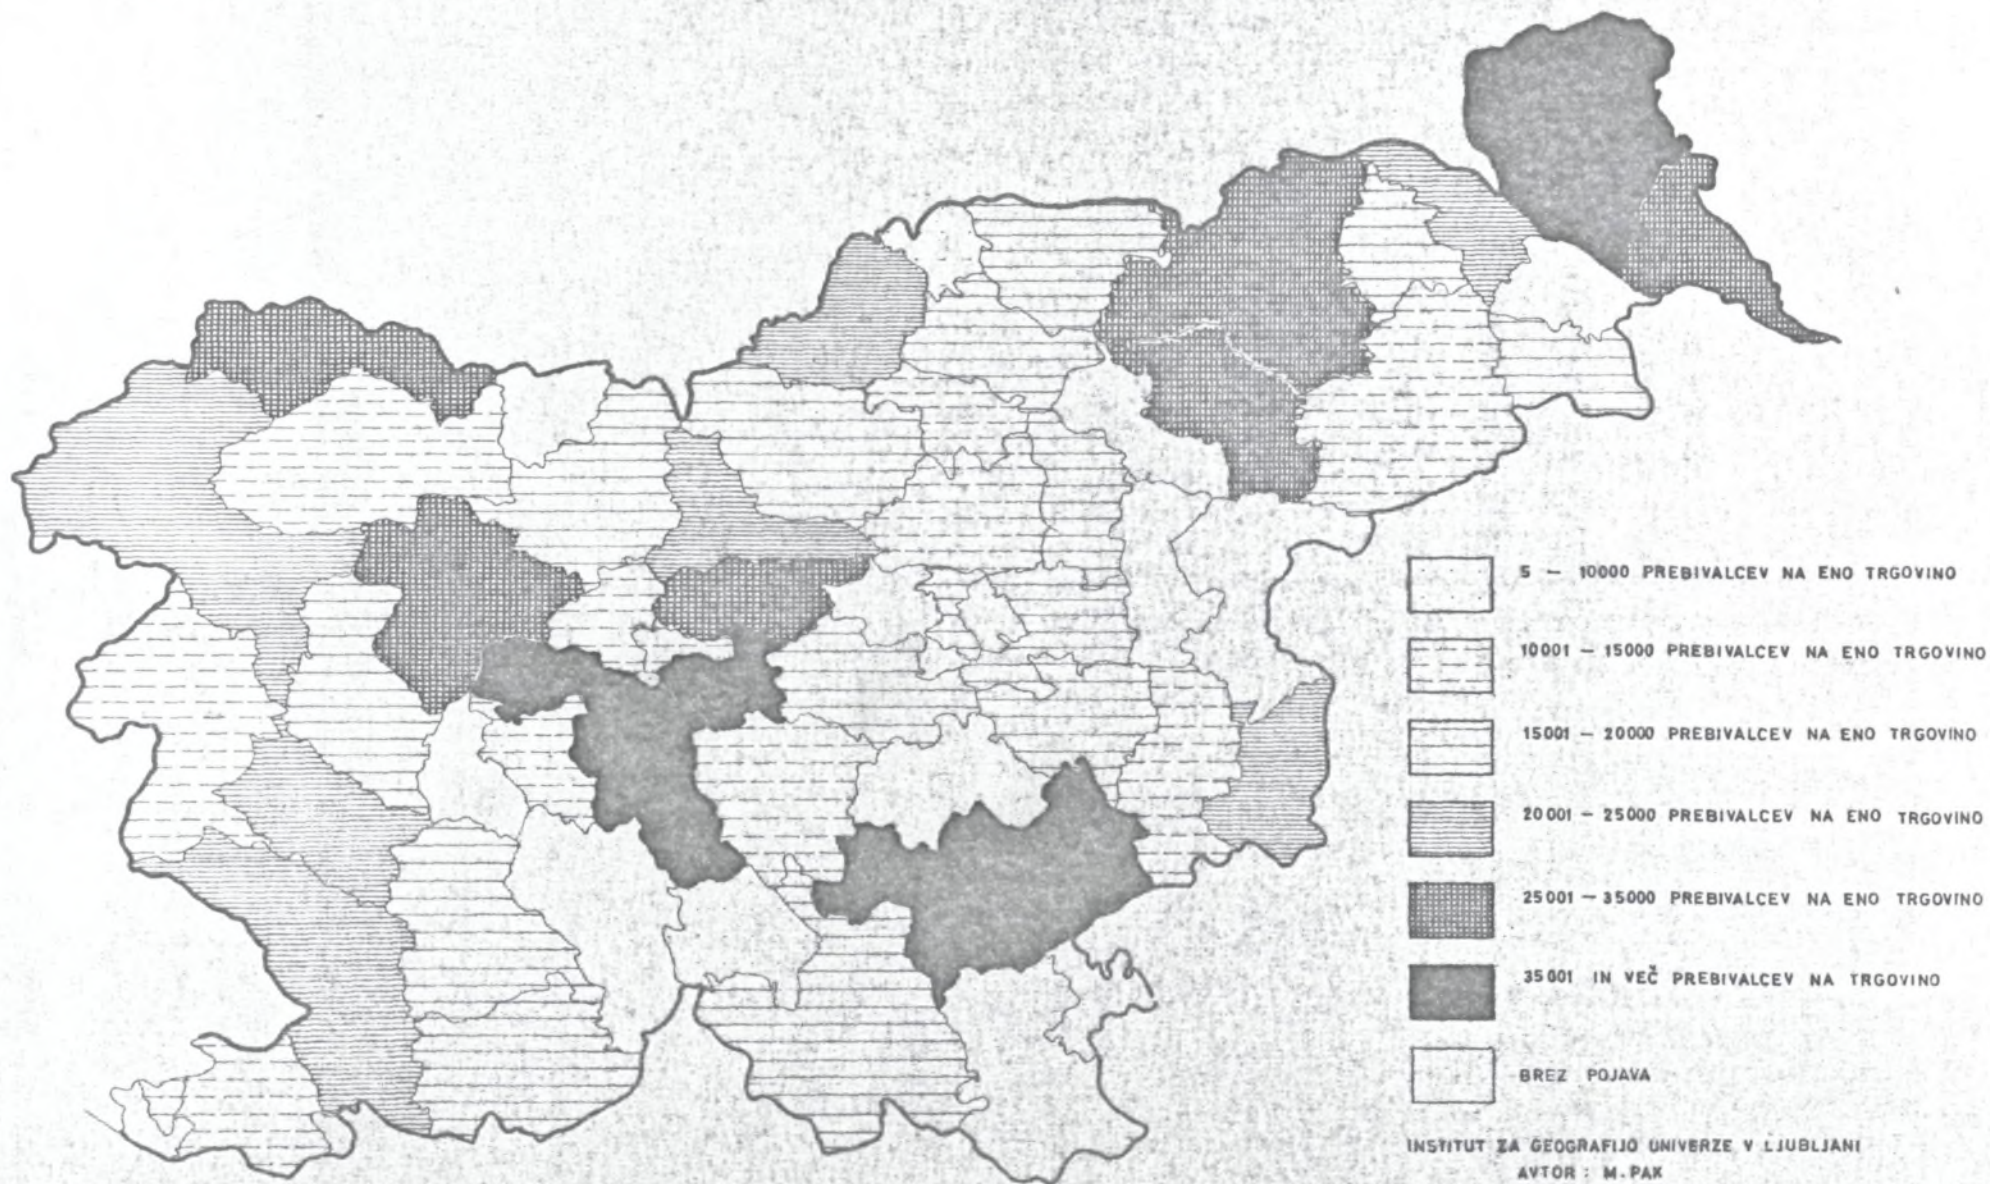 5 – 10000 PREBIVALCEV NA ENO TRGOVINO
10001 – 15000 PREBIVALCEV NA ENO TRGOVINO
15001 – 20000 PREBIVALCEV NA ENO TRGOVINO
20001 – 25000 PREBIVALCEV NA ENO TRGOVINO
25001 – 35000 PREBIVALCEV NA ENO TRGOVINO
35001 IN VEČ PREBIVALCEV NA TRGOVINO
BREZ POJAVA
INSTITUT ZA GEOGRAFIJO UNIVERZE V LJUBLJANI
AVTOR : M. PAK